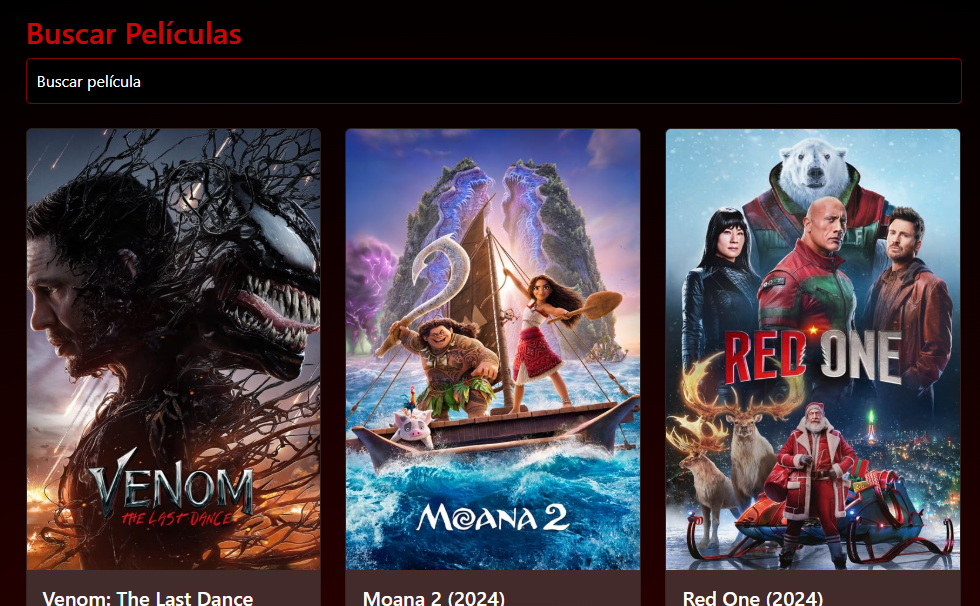 Buscar Películas
Buscar película
VENOM
THE LAST DANCE
MOANA 2
RED ONE
Venom: The Last Dance
Moana 2 (2024)
Red One (2024)